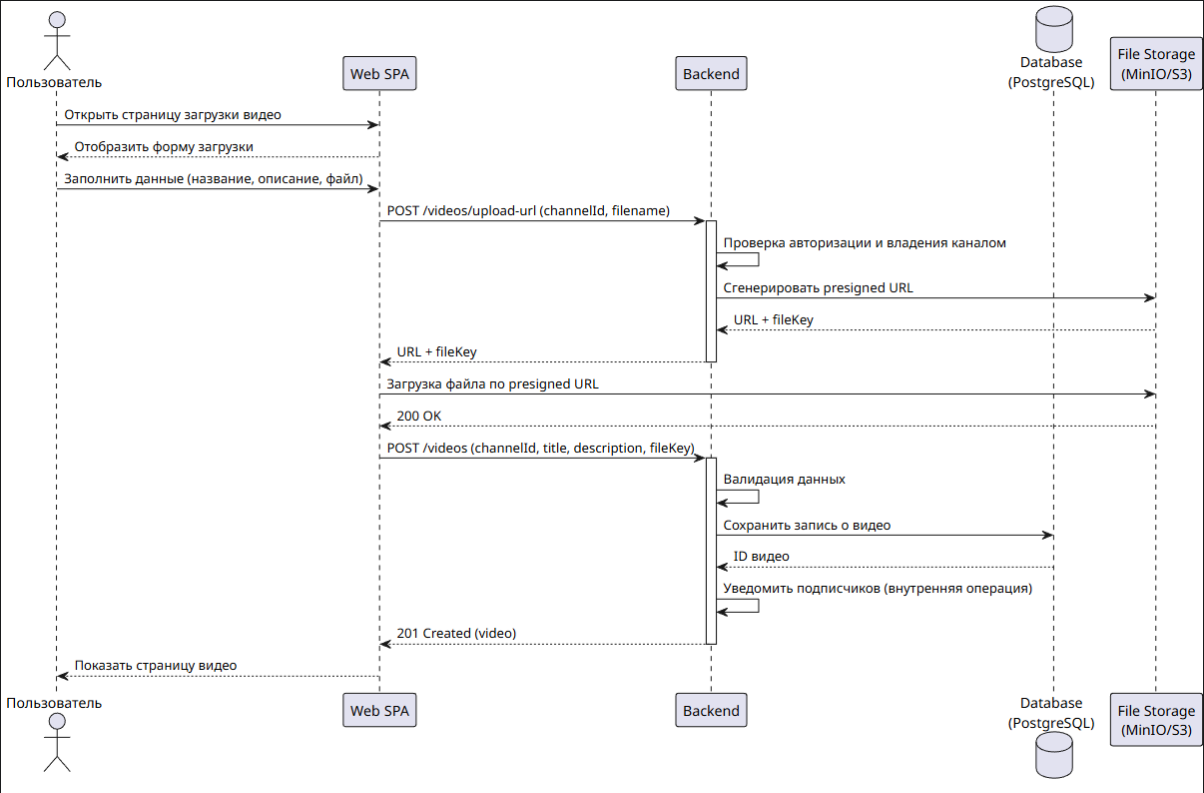 Пользователь
Web SPA
Backend
Database
(PostgreSQL)
File Storage
(MinIO/S3)
Открыть страницу загрузки видео
Отобразить форму загрузки
Заполнить данные (название, описание, файл)
POST /videos/upload-url (channelId, filename)
Проверка авторизации и владения каналом
Сгенерировать presigned URL
URL + fileKey
URL + fileKey
Загрузка файла по presigned URL
200 OK
POST /videos (channelId, title, description, fileKey)
Валидация данных
Сохранить запись о видео
ID видео
Уведомить подписчиков (внутренняя операция)
201 Created (video)
Показать страницу видео
Пользователь
Web SPA
Backend
Database
(PostgreSQL)
File Storage
(MinIO/S3)